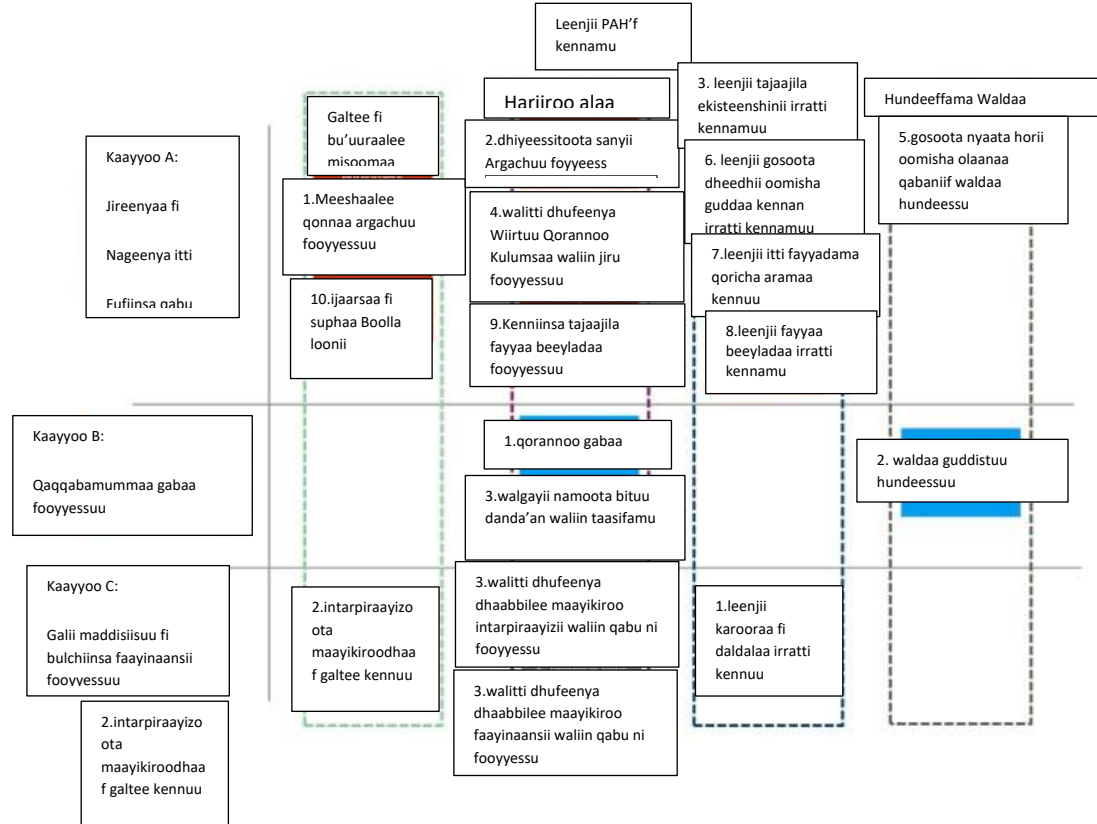 Leenjii PAH’f
kennamu
Galtee fi
bu’uuraalee
misoomaa
Hariiroo alaa
3. leenjii tajaajila
ekisteenshinii irratti
kennamuu
Hundeeffama Waldaa
Kaayyoo A:
Jireenyaa fi
Nageenya itti
Fufiinsa qabu
1.Meeshaalee
qonnaa argachuu
fooyyessuu
10.ijaarsaa fi
suphaa Boolla
loonii
2.dhiyeessitoota sanyii
Argachuu foyyeess
4.walitti dhufeenya
Wiirtuu Qorannoo
Kulumsaa waliin jiru
fooyyessuu
9.Kenniinsa tajaajila
fayyaa beeyladaa
fooyyessuu
6. leenjii gosoota
dheedhii oomisha
guddaa kennan
irratti kennamuu
7.leenjii itti fayyadama
qoricha aramaa
kennuu
8.leenjii fayyaa
beeyladaa irratti
kennamu
5.gosoota nyaata horii
oomisha olaanaa
qabaniif waldaa
hundeessu
Kaayyoo B:
Qaqqabamummaa gabaa
fooyyessuu
1.qorannoo gabaa
3.walgayii namoota bituu
danda’an waliin taasifamu
2. waldaa guddistuu
hundeessuu
Kaayyoo C:
Galii maddisiisuu fi
bulchiinsa faayinaansii
fooyyessuu
2.intarpiraayizo
ota
maayikiroodhaa
f galtee kennuu
3.walitti dhufeenya
dhaabbilee maayikiroo
intarpiraayizii waliin qabu ni
fooyyessu
1.leenjii
karooraa fi
daldalaa irratti
kennuu
3.walitti dhufeenya
dhaabbilee maayikiroo
faayinaansii waliin qabu ni
fooyyessu
2.intarpiraayizo
ota
maayikiroodhaa
f galtee kennuu